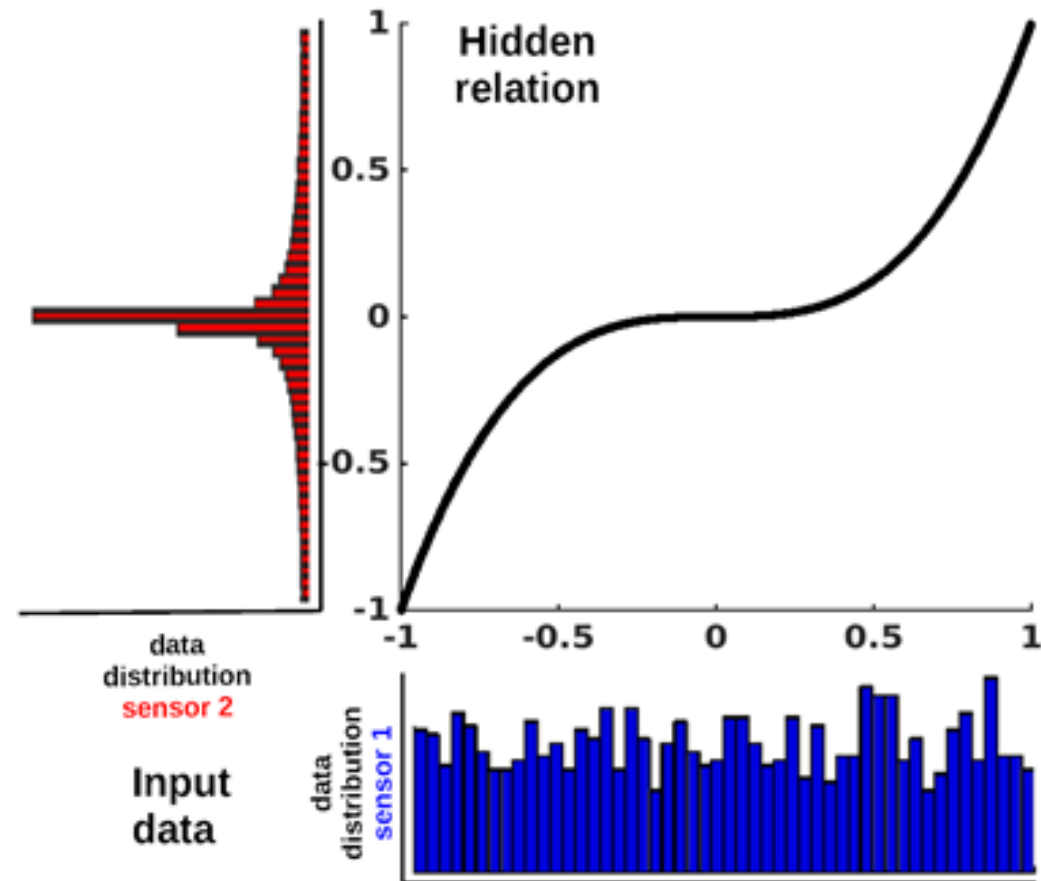 Hidden
relation
1
0.5
0
-0.5
-1
-1 -0.5 0 0.5 1
data
distribution
sensor 2
Input
data
data
distribution
sensor 1